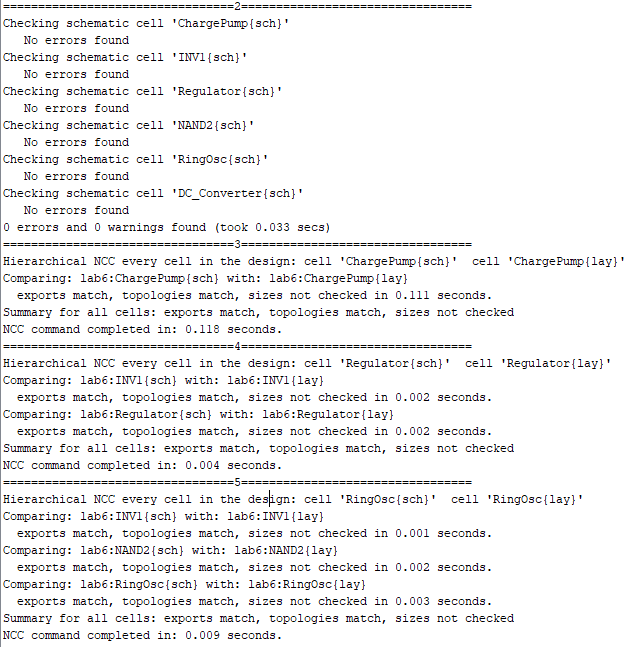 =================================2=================================
Checking schematic cell 'ChargePump{sch}'
   No errors found
Checking schematic cell 'INV1{sch}'
   No errors found
Checking schematic cell 'Regulator{sch}'
   No errors found
Checking schematic cell 'NAND2{sch}'
   No errors found
Checking schematic cell 'RingOsc{sch}'
   No errors found
Checking schematic cell 'DC_Converter{sch}'
   No errors found
0 errors and 0 warnings found (took 0.033 secs)
=================================3=================================
Hierarchical NCC every cell in the design: cell 'ChargePump{sch}'  cell 'ChargePump{lay}'
Comparing: lab6:ChargePump{sch} with: lab6:ChargePump{lay}
  exports match, topologies match, sizes not checked in 0.111 seconds.
Summary for all cells: exports match, topologies match, sizes not checked
NCC command completed in: 0.118 seconds.
=================================4=================================
Hierarchical NCC every cell in the design: cell 'Regulator{sch}'  cell 'Regulator{lay}'
Comparing: lab6:INV1{sch} with: lab6:INV1{lay}
  exports match, topologies match, sizes not checked in 0.002 seconds.
Comparing: lab6:Regulator{sch} with: lab6:Regulator{lay}
  exports match, topologies match, sizes not checked in 0.002 seconds.
Summary for all cells: exports match, topologies match, sizes not checked
NCC command completed in: 0.004 seconds.
=================================5=================================
Hierarchical NCC every cell in the design: cell 'RingOsc{sch}'  cell 'RingOsc{lay}'
Comparing: lab6:INV1{sch} with: lab6:INV1{lay}
  exports match, topologies match, sizes not checked in 0.001 seconds.
Comparing: lab6:NAND2{sch} with: lab6:NAND2{lay}
  exports match, topologies match, sizes not checked in 0.002 seconds.
Comparing: lab6:RingOsc{sch} with: lab6:RingOsc{lay}
  exports match, topologies match, sizes not checked in 0.003 seconds.
Summary for all cells: exports match, topologies match, sizes not checked
NCC command completed in: 0.009 seconds.